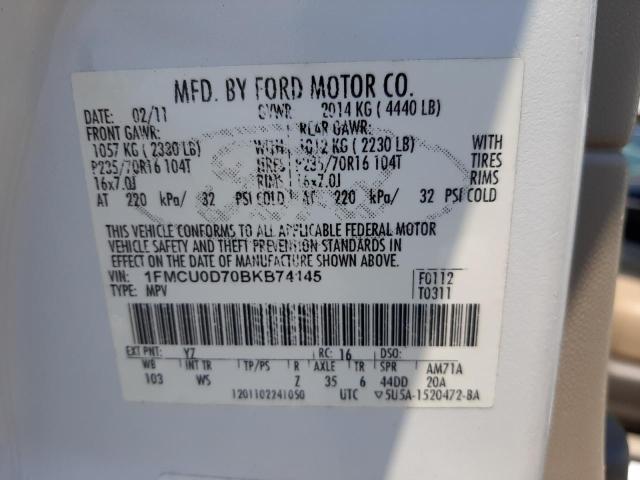 MFD. BY FORD MOTOR CO.
DATE: 02/11 GVWR: 2014 KG ( 4440 LB)
FRONT GAWR: REAR GAWR:
1057 KG ( 2330 LB) WITH 1012 KG ( 2230 LB) WITH
P235/70R16 104T TIRES P235/70R16 104T TIRES
16x7.0J RIMS 16x7.0J RIMS
AT 220 kPa/ 32 PSI COLD AT 220 kPa/ 32 PSI COLD
THIS VEHICLE CONFORMS TO ALL APPLICABLE FEDERAL MOTOR
VEHICLE SAFETY AND THEFT PREVENTION STANDARDS IN
EFFECT ON THE DATE OF MANUFACTURE SHOWN ABOVE.
VIN: 1FMCU0D70BKB74145 F0112
TYPE: MPV T0311
EXT PNT: YZ RC: 16 DSO:
WB INT TR TP/PS R AXLE TR SPR AM71A
103 WS Z 35 6 44DD 20A
1201102241050 UTC ▽5U5A-1520472-BA